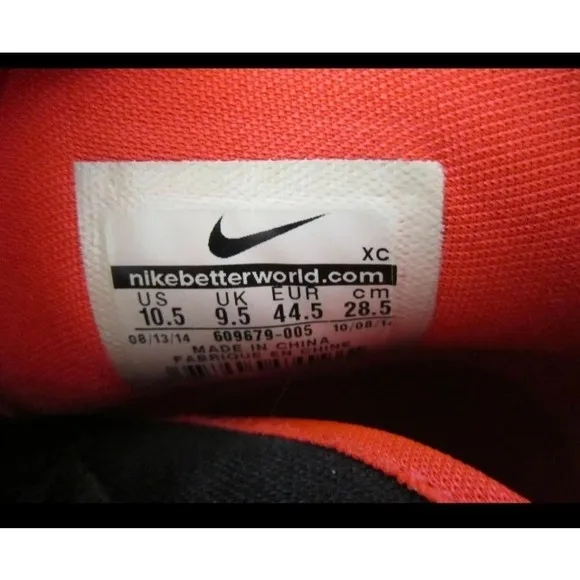 XC
nikebetterworld.com
US UK EUR cm
10.5 9.5 44.5 28.5
08/13/14 609679-005 10/08/14
MADE IN CHINA
FABRIQUE EN CHINE